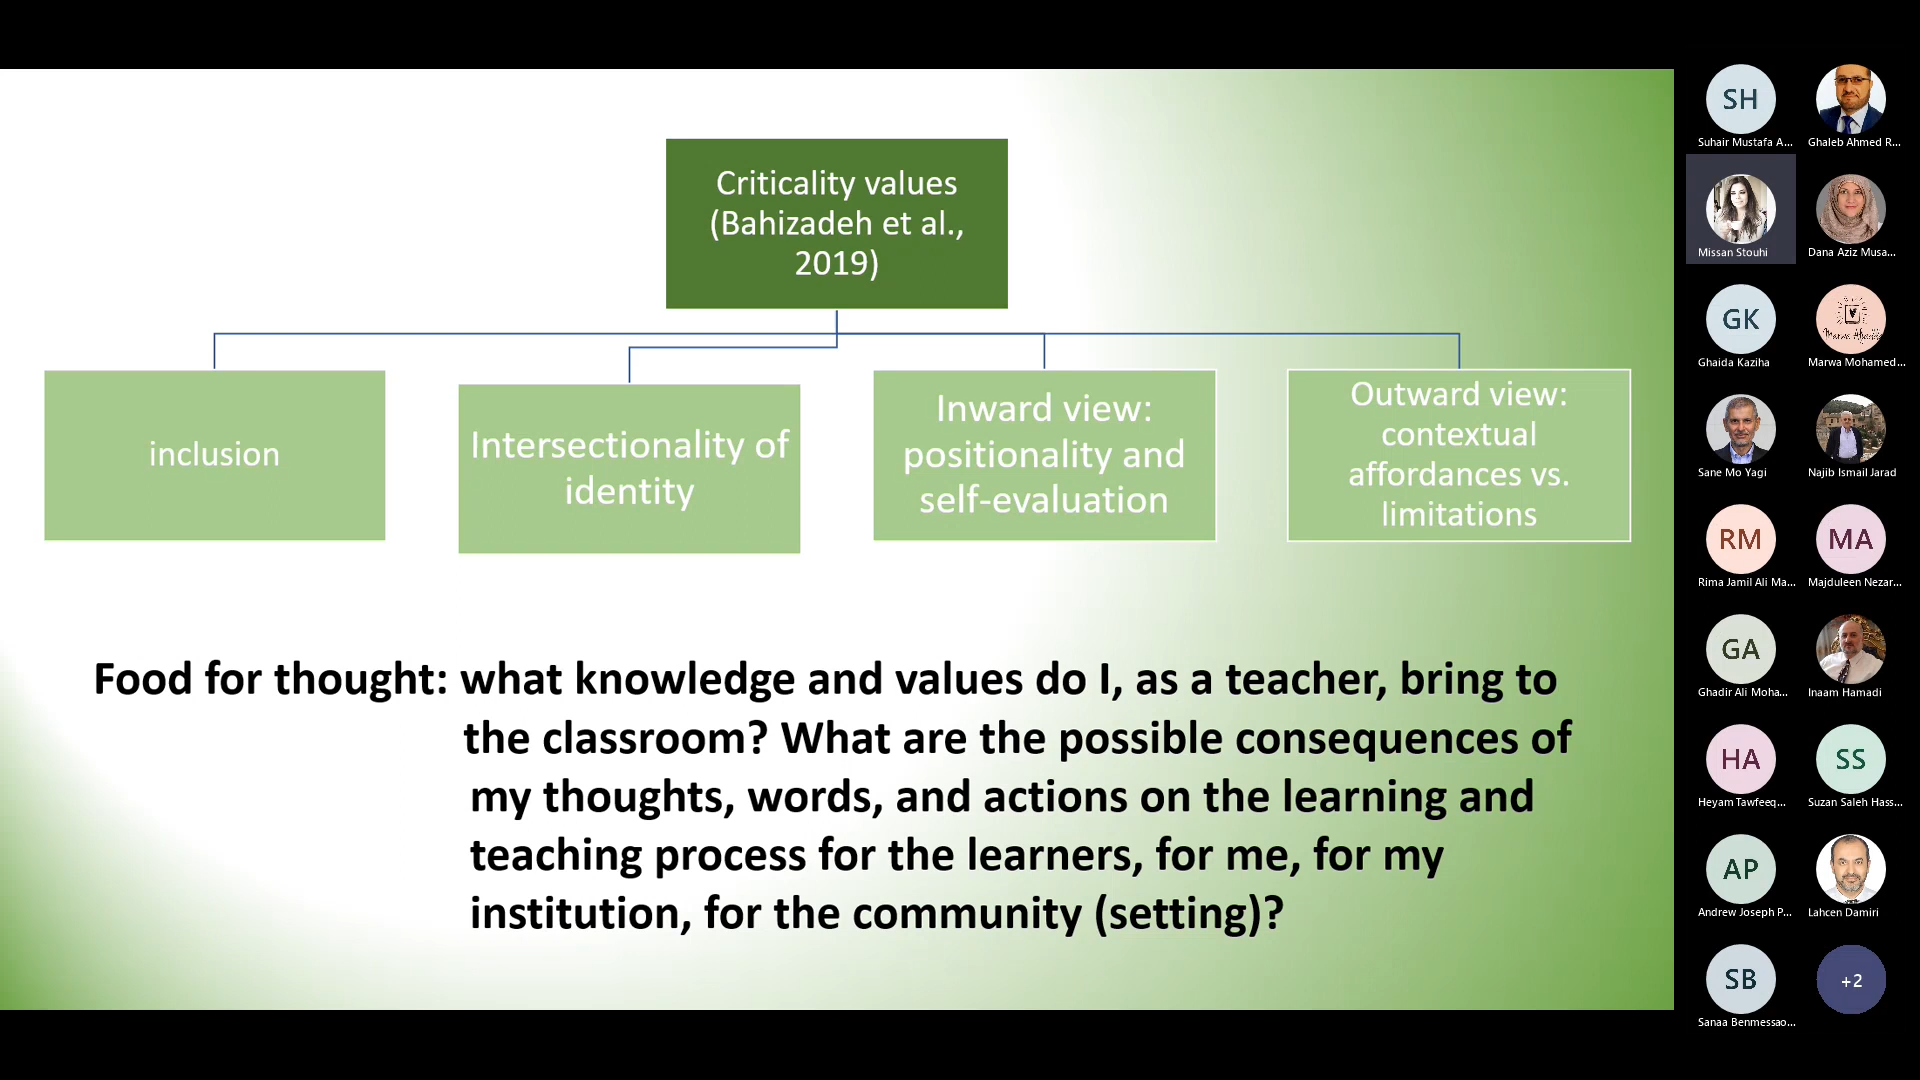 Criticality values
(Bahizadeh et al.,
2019)
inclusion
Intersectionality of
identity
Inward view:
positionality and
self-evaluation
Outward view:
contextual
affordances vs.
limitations
Food for thought: what knowledge and values do I, as a teacher, bring to
the classroom? What are the possible consequences of
my thoughts, words, and actions on the learning and
teaching process for the learners, for me, for my
institution, for the community (setting)?
SH
Suhair Mustafa A...
Ghaleb Ahmed R...
Missan Stouhi
Dana Aziz Musa...
GK
Ghaida Kaziha
Marwa Mohamed...
Sane Mo Yagi
Najib Ismail Jarad
RM
Rima Jamil Ali Ma...
MA
Majduleen Nezar...
GA
Ghadir Ali Moha...
Inaam Hamadi
HA
Heyam Tawfeeq...
SS
Suzan Saleh Hass...
AP
Andrew Joseph P...
Lahcen Damiri
SB
Sanaa Benmessao...
+2